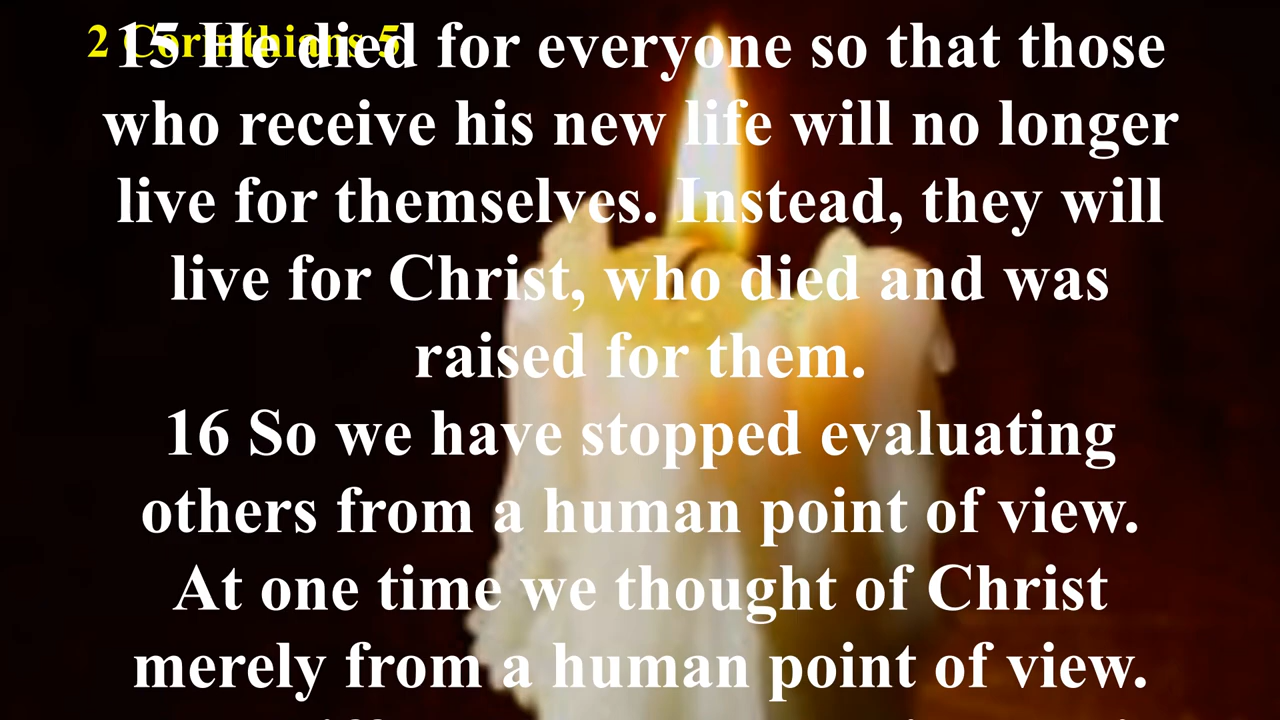 2 Corinthians 5
15 He died for everyone so that those
who receive his new life will no longer
live for themselves. Instead, they will
live for Christ, who died and was
raised for them.
16 So we have stopped evaluating
others from a human point of view.
At one time we thought of Christ
merely from a human point of view.